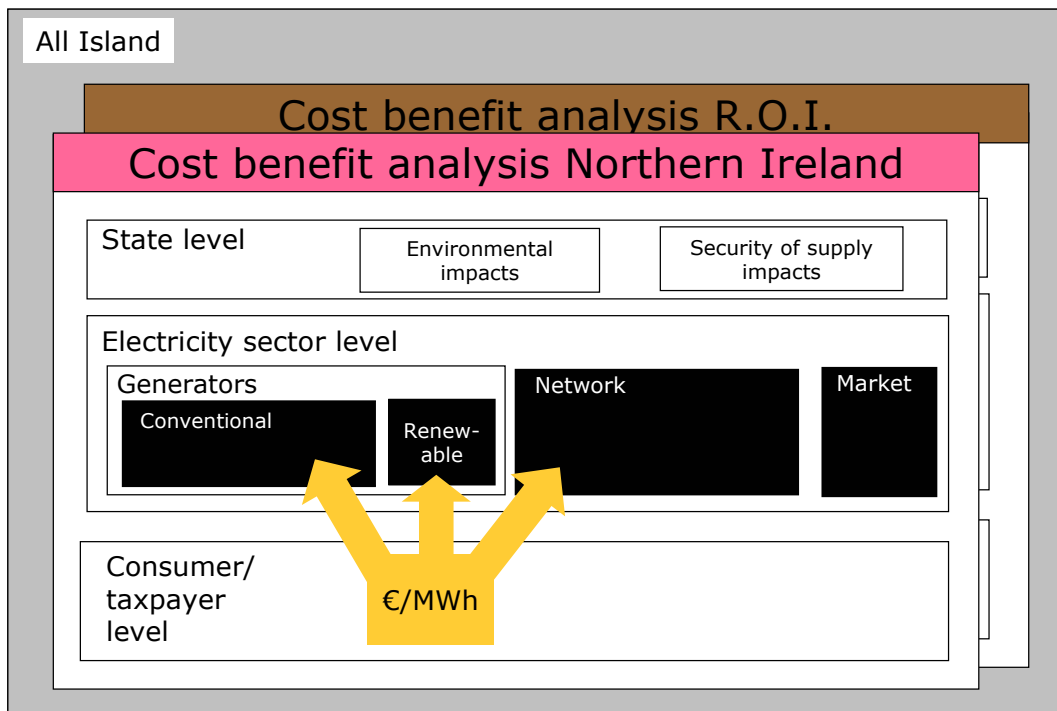 All Island
Cost benefit analysis R.O.I.
Cost benefit analysis Northern Ireland
State level
Environmental
impacts
Security of supply
impacts
Electricity sector level
Generators
Conventional
Renew-
able
Network
Market
Consumer/
taxpayer
level
€/MWh